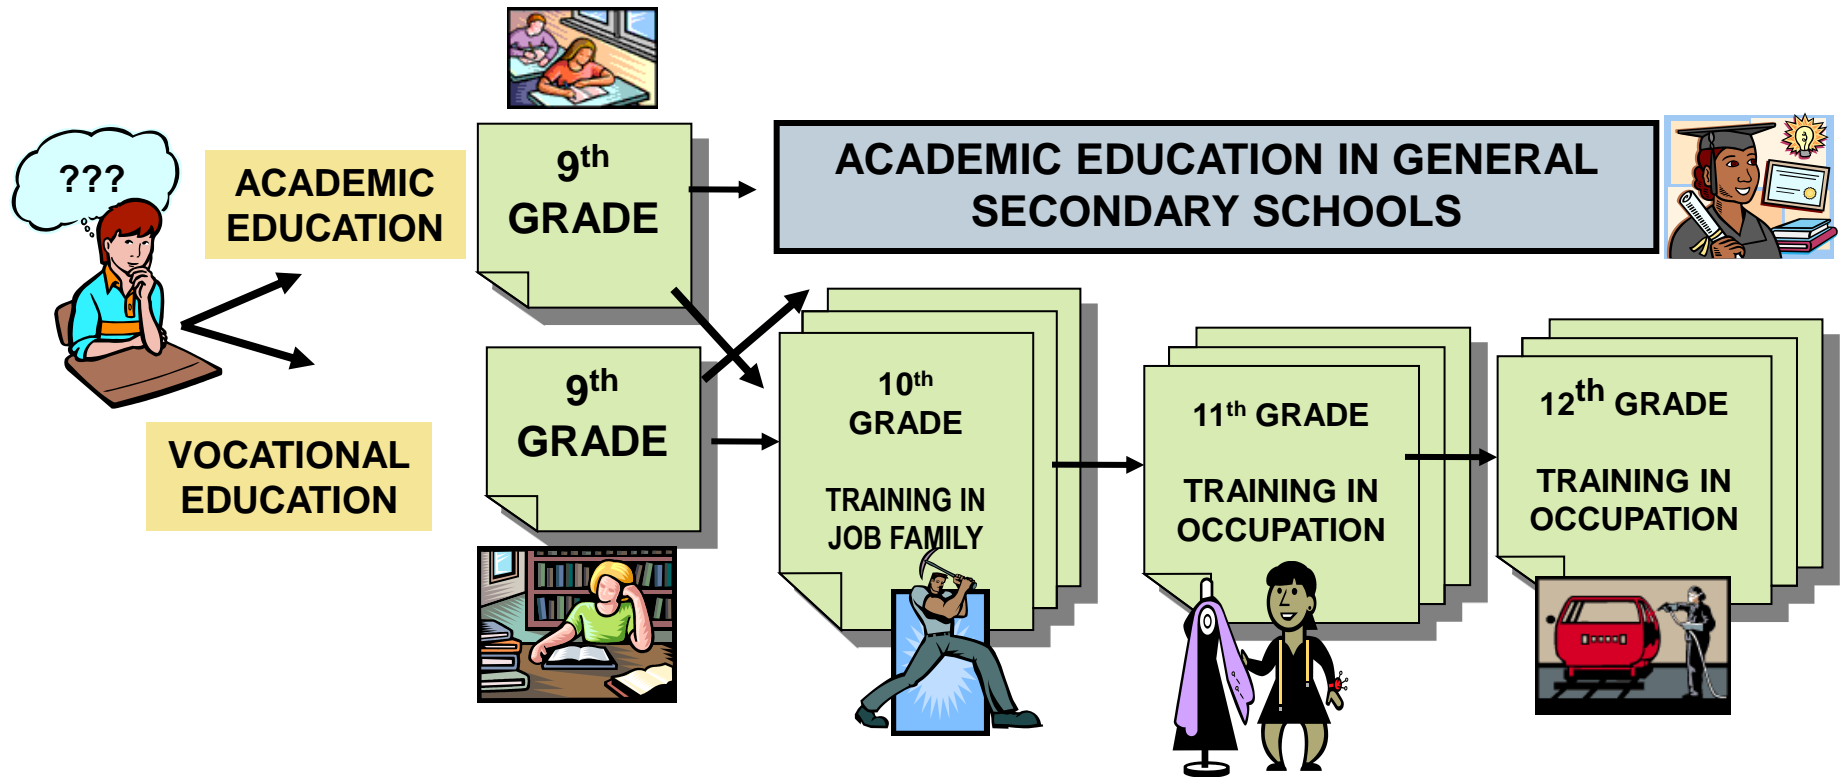 ???
ACADEMIC
EDUCATION
9th
GRADE
ACADEMIC EDUCATION IN GENERAL
SECONDARY SCHOOLS
VOCATIONAL
EDUCATION
9th
GRADE
10th
GRADE
TRAINING IN
JOB FAMILY
11th GRADE
TRAINING IN
OCCUPATION
12th GRADE
TRAINING IN
OCCUPATION